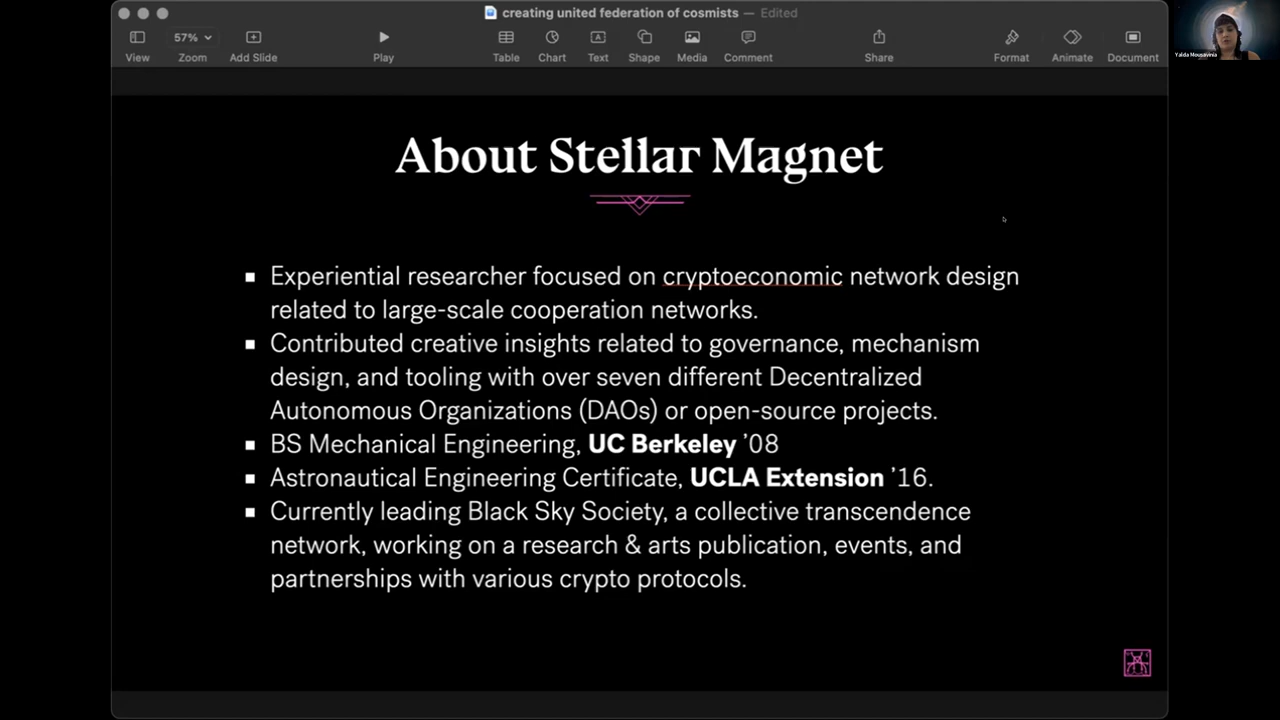 creating united federation of cosmists — Edited
57%
View
Zoom
Add Slide
Play
Table
Chart
Text
Shape
Media
Comment
Share
Format
Animate
Document
Yalda Mousavinia
About Stellar Magnet
Experiential researcher focused on cryptoeconomic network design
related to large-scale cooperation networks.
Contributed creative insights related to governance, mechanism
design, and tooling with over seven different Decentralized
Autonomous Organizations (DAOs) or open-source projects.
BS Mechanical Engineering, UC Berkeley ’08
Astronautical Engineering Certificate, UCLA Extension ’16.
Currently leading Black Sky Society, a collective transcendence
network, working on a research & arts publication, events, and
partnerships with various crypto protocols.